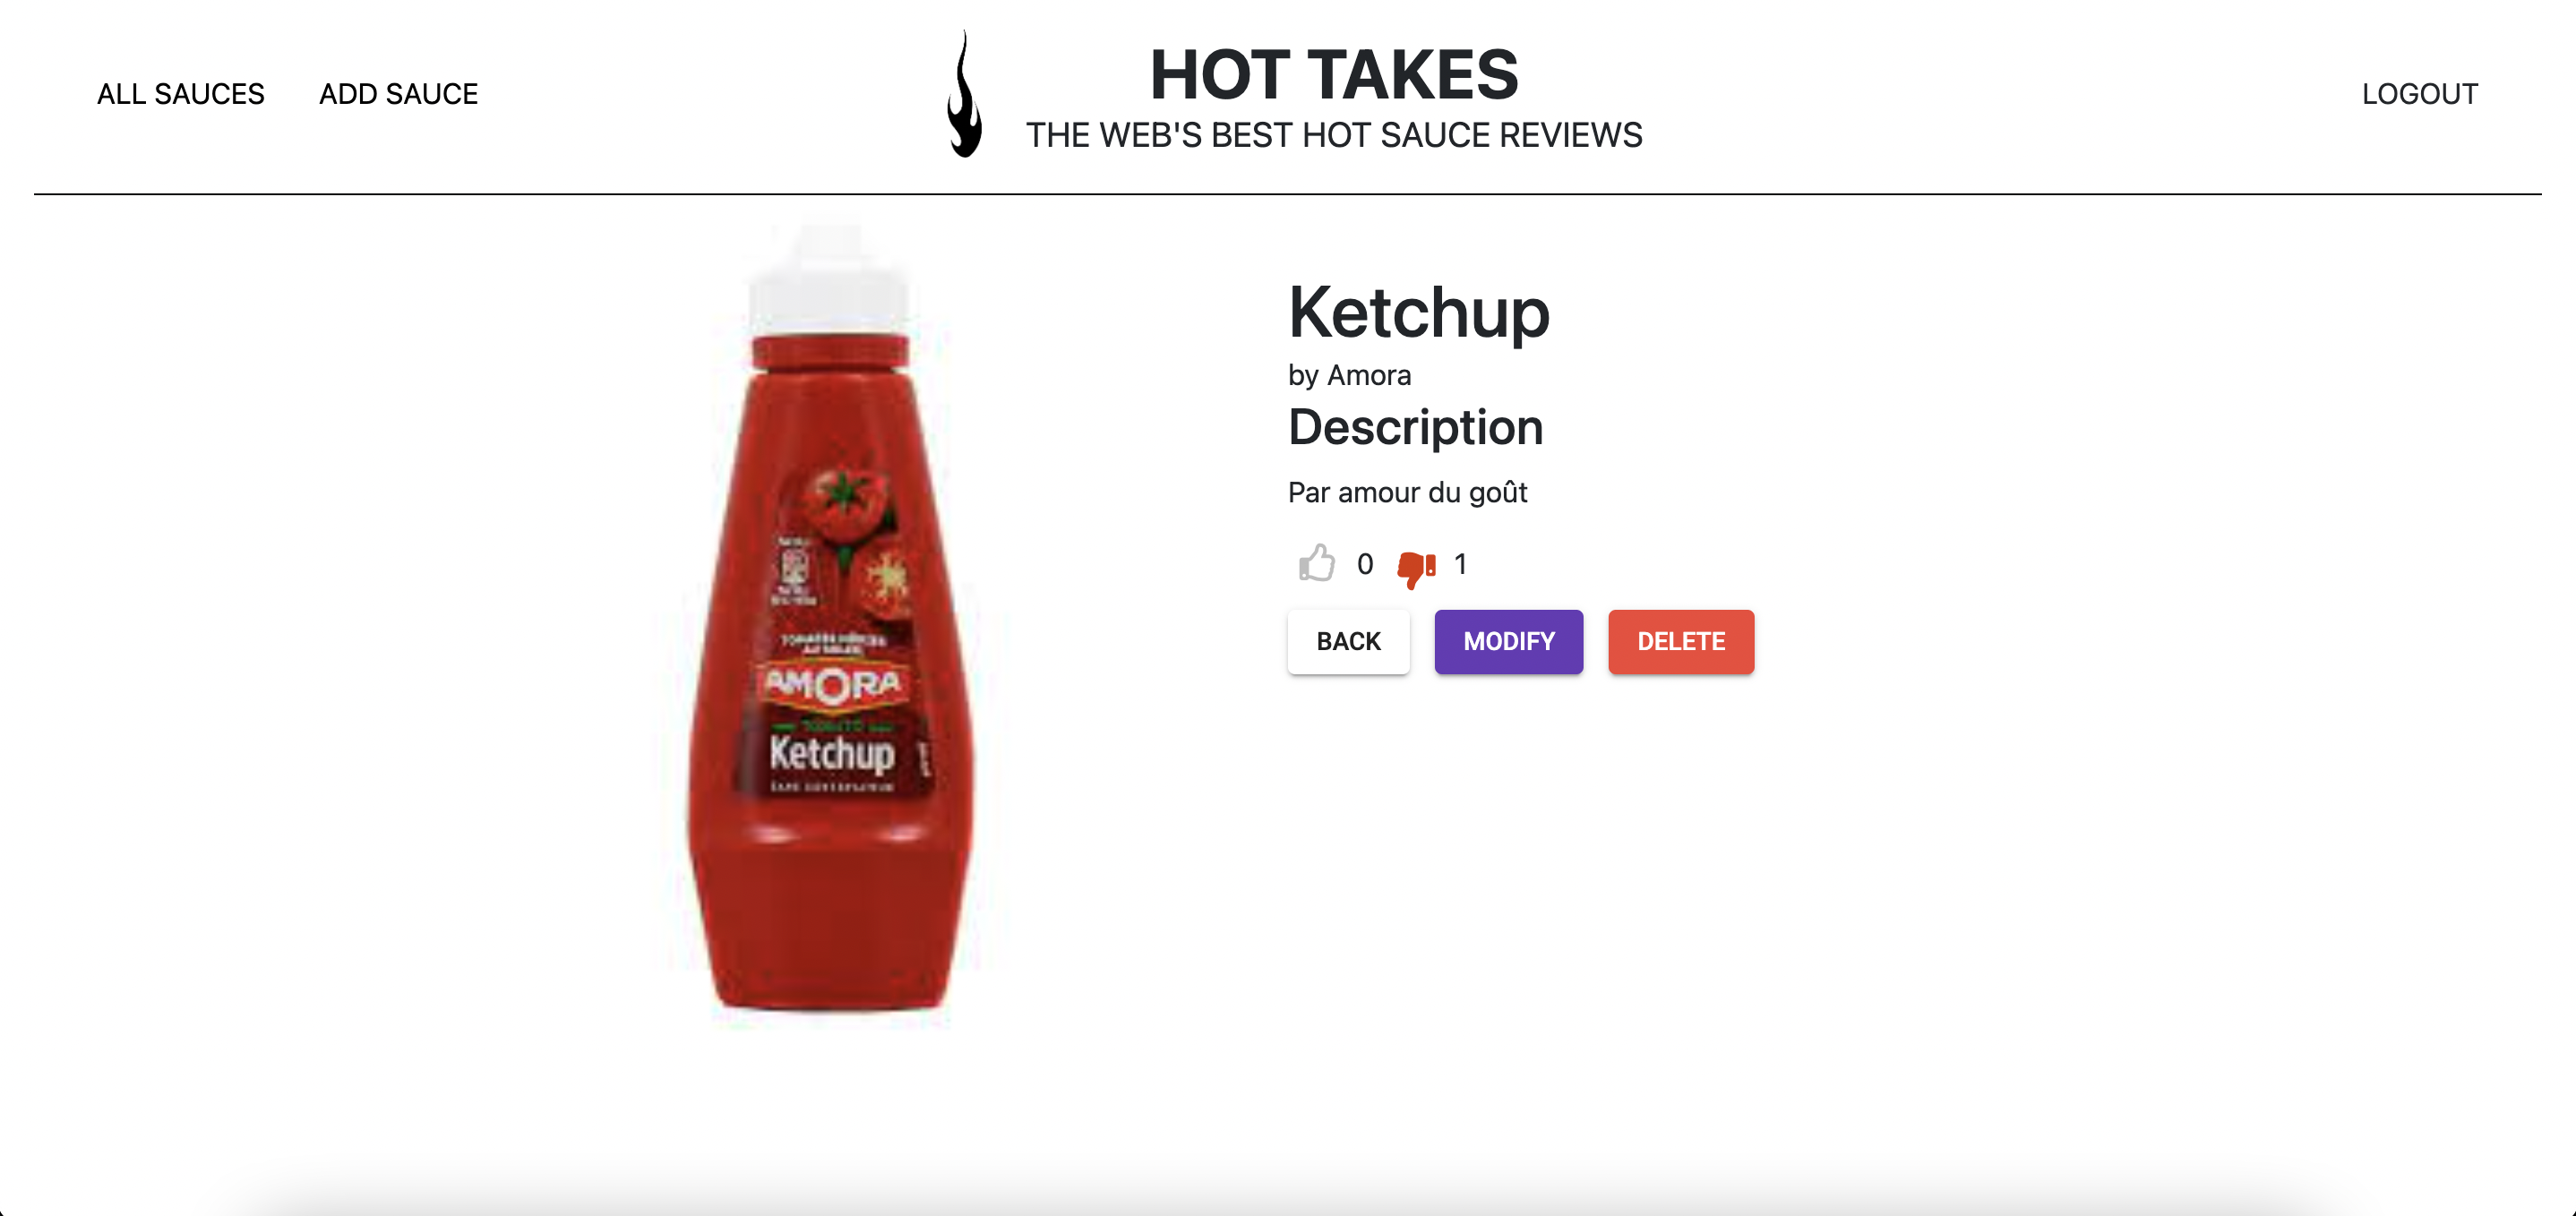 ALL SAUCES
ADD SAUCE
HOT TAKES
THE WEB'S BEST HOT SAUCE REVIEWS
LOGOUT
AMORA
Ketchup
Ketchup
by Amora
Description
Par amour du goût
0
1
BACK
MODIFY
DELETE